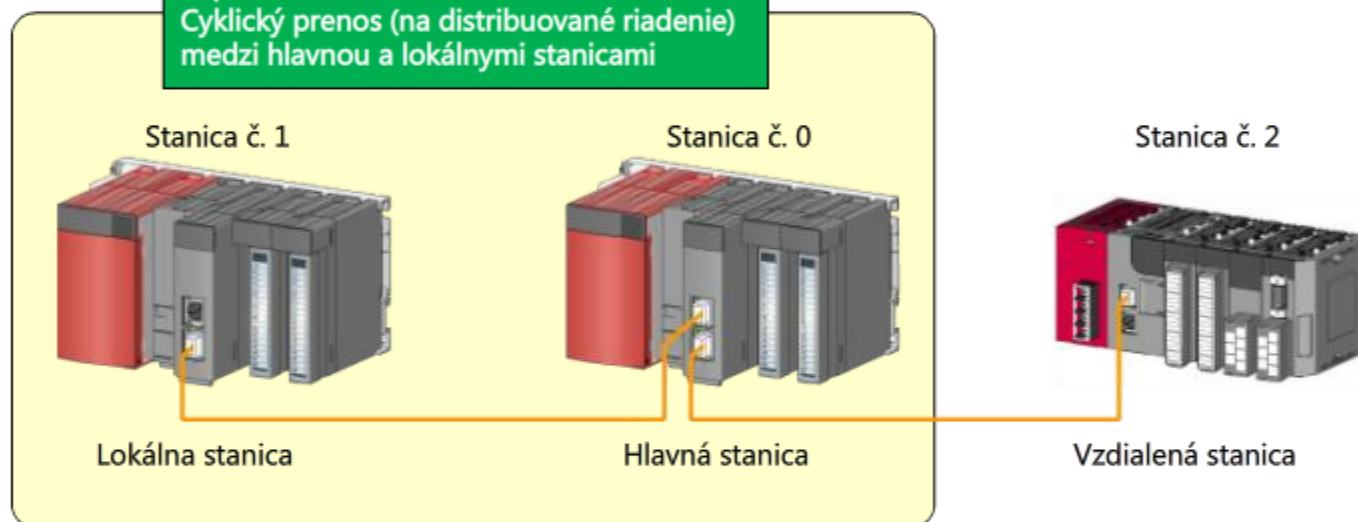 Cyklický prenos (na distribuované riadenie)
medzi hlavnou a lokálnymi stanicami
Stanica č. 1
Stanica č. 0
Stanica č. 2
Lokálna stanica
Hlavná stanica
Vzdialená stanica